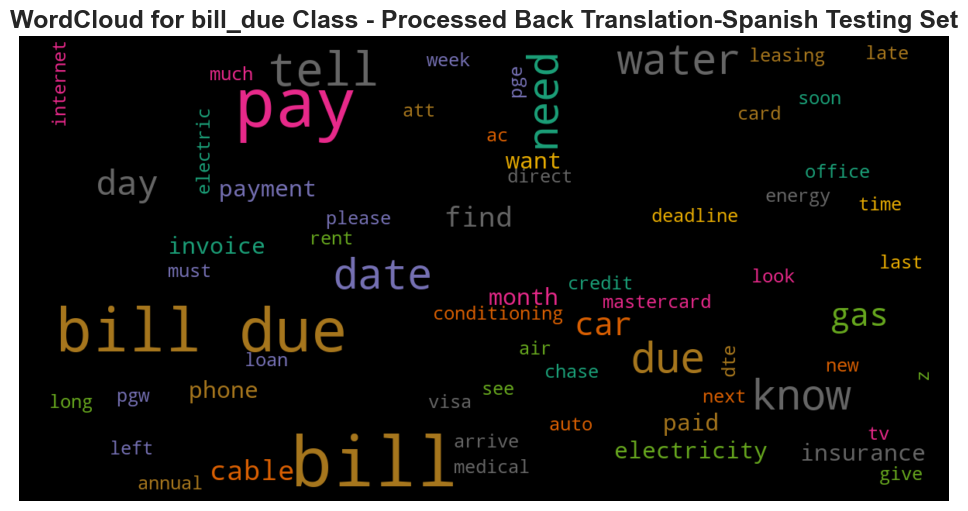 WordCloud for bill_due Class - Processed Back Translation-Spanish Testing Set
internet
much
tell
week
pge
need
water
leasing
late
pay
att
ac
card
soon
electric
want
direct
day
payment
office
energy
time
please
find
deadline
invoice
rent
must
date
last
look
credit
month
mastercard
conditioning
car
gas
bill due
loan
air
due
dte
new
z
chase
long
pgw
phone
visa
see
next
know
auto
paid
tv
left
bill
arrive
electricity
insurance
cable
medical
give
annual